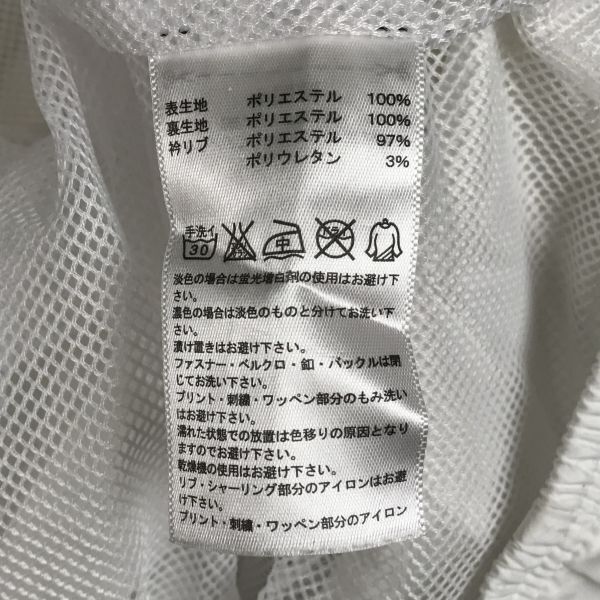 表生地 ポリエステル 100%
裏生地 ポリエステル 100%
衿リブ ポリエステル 97%
ポリウレタン 3%
手洗イ
30
中
ドライ
淡色の場合は蛍光増白剤の使用はお避け下
さい。
濃色の場合は淡色のものと分けてお洗い下
さい。
漬け置きはお避け下さい。
ファスナー・ベルクロ・釦・バックルは閉
じてお洗い下さい。
プリント・刺繍・ワッペン部分のもみ洗い
はお避け下さい。
濡れた状態での放置は色移りの原因となり
ますのでお避け下さい。
乾燥機の使用はお避け下さい。
リブ・シャーリング部分のアイロンはお避
け下さい。
プリント・刺繍・ワッペン部分のアイロン